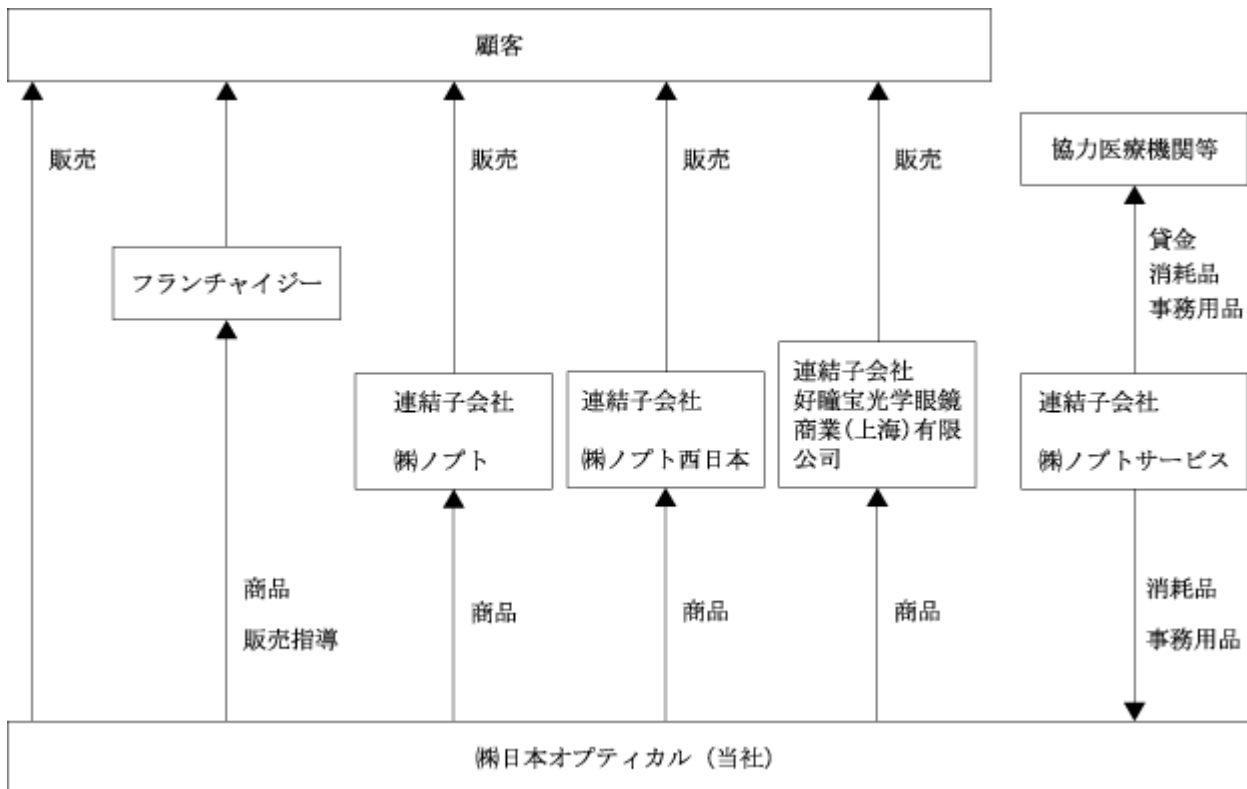 顧客
販売
販売
販売
販売
協力医療機関等
貸金
消耗品
事務用品
フランチャイジー
連結子会社
㈱ノプト
連結子会社
㈱ノプト西日本
連結子会社
好瞳宝光学眼鏡
商業(上海)有限
公司
連結子会社
㈱ノプトサービス
商品
販売指導
商品
商品
商品
消耗品
事務用品
㈱日本オプティカル（当社）